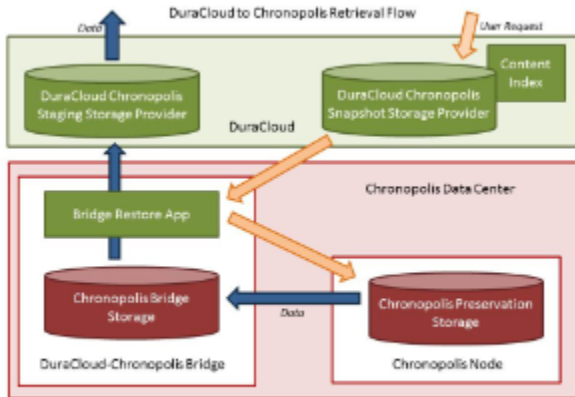 DuraCloud to Chronopolis Retrieval Flow
Data
User Request
Content
Index
DuraCloud Chronopolis
Staging Storage Provider
DuraCloud Chronopolis
Snapshot Storage Provider
DuraCloud
Chronopolis Data Center
Bridge Restore App
Chronopolis Bridge
Storage
Data
Chronopolis Preservation
Storage
DuraCloud-Chronopolis Bridge
Chronopolis Node